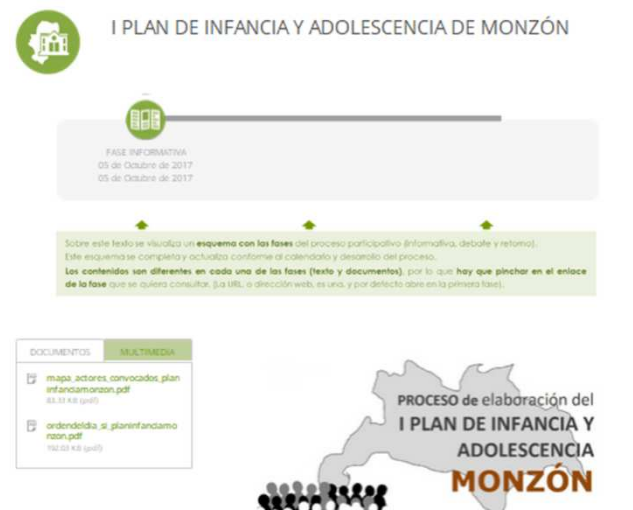 I PLAN DE INFANCIA Y ADOLESCENCIA DE MONZÓN
FASE INFORMATIVA
05 de Octubre de 2017
05 de Octubre de 2017
Sobre este texto se visualiza un esquema con las fases del proceso participativo (informativa, debate y retorno).
Este esquema se completa y actualiza conforme al calendario y desarrollo del proceso.
Los contenidos son diferentes en cada una de las fases (texto y documentos), por lo que hay que pinchar en el enlace
de la fase que se quiera consultar. (La URL, o dirección web, es una, y por defecto abre en la primera fase).
DOCUMENTOS MULTIMEDIA
mapa_actores_convocados_plan
infanciamonzon.pdf
83.33 KB (pdf)
ordendeldia_si_planinfanciamo
nzon.pdf
192.03 KB (pdf)
PROCESO de elaboración del
I PLAN DE INFANCIA Y
ADOLESCENCIA
MONZÓN